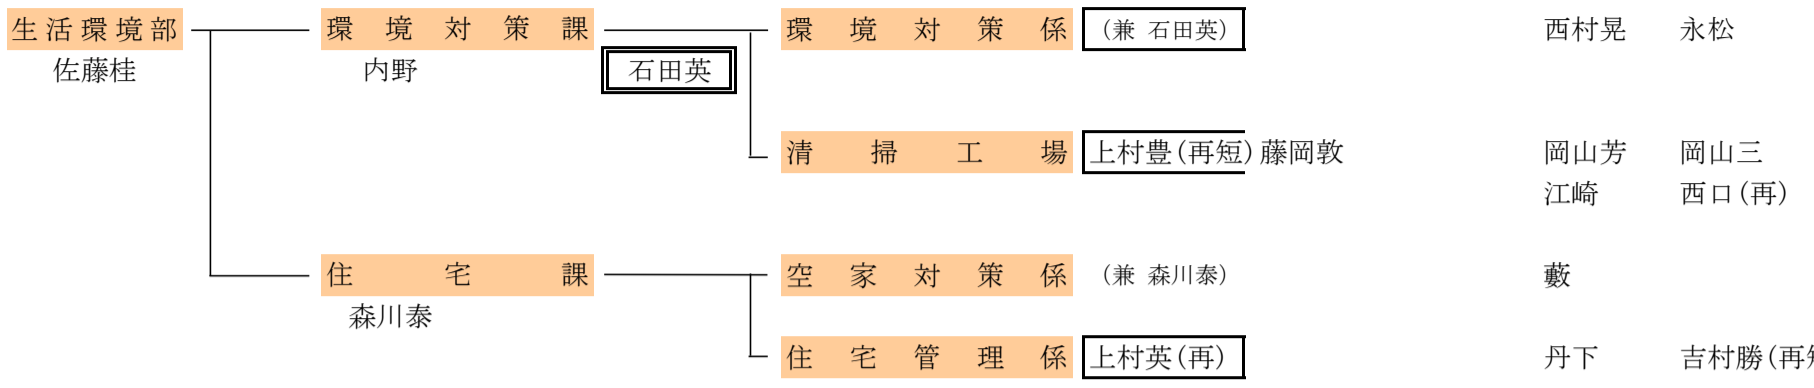 生活環境部 環境対策課 環境対策係 (兼 石田英) 西村晃 永松
佐藤桂 内野 石田英
清掃工場 上村豊(再短) 藤岡敦 岡山芳 岡山三
江崎 西口(再)
住宅課 空家対策係 (兼 森川泰) 藪
森川泰
住宅管理係 上村英(再) 丹下 吉村勝(再短